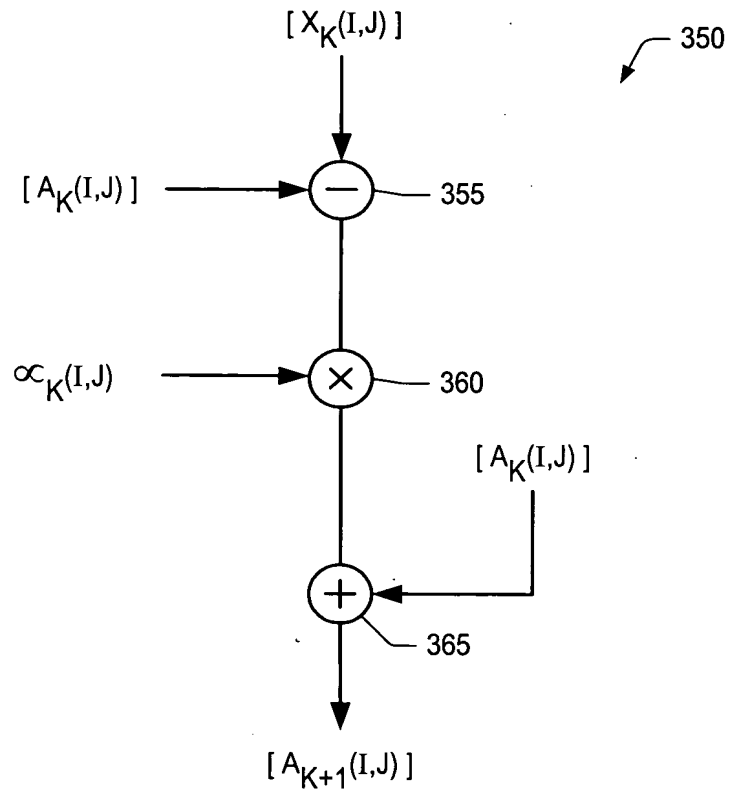 [ X_K(I,J) ]
350
[ A_K(I,J) ]
−
355
∝_K(I,J)
×
360
[ A_K(I,J) ]
+
365
[ A_K+1(I,J) ]